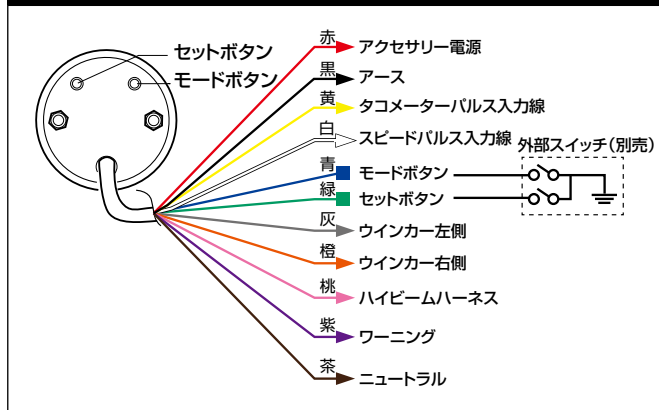 セットボタン
モードボタン
赤 アクセサリー電源
黒 アース
黄 タコメーターパルス入力線
白 スピードパルス入力線
外部スイッチ(別売)
青 モードボタン
緑 セットボタン
灰 ウインカー左側
橙 ウインカー右側
桃 ハイビームハーネス
紫 ワーニング
茶 ニュートラル